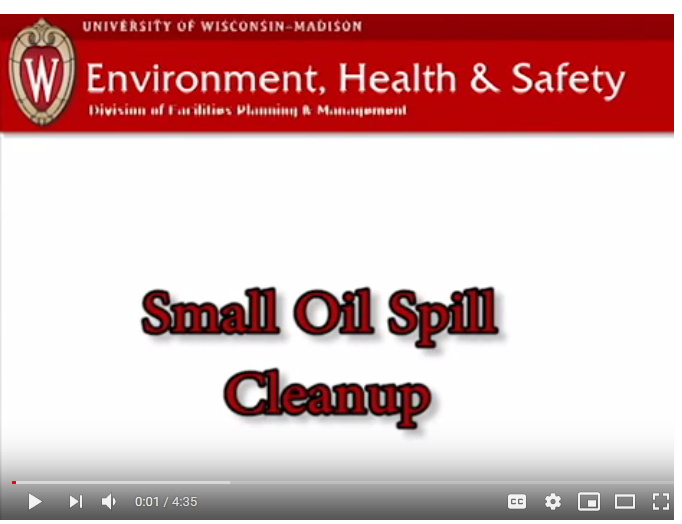 UNIVERSITY OF WISCONSIN–MADISON
W
Environment, Health & Safety
Division of Facilities Planning & Management
Small Oil Spill
Cleanup
0:01 / 4:35
CC